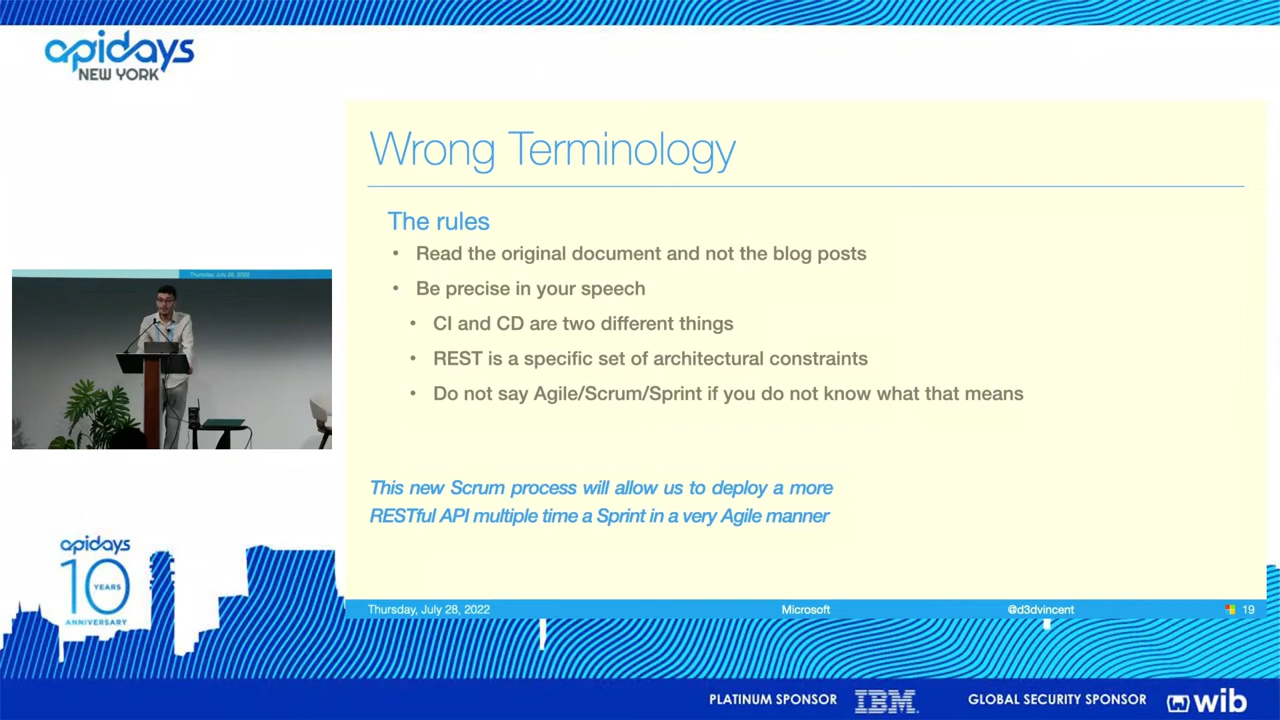 apidays
NEW YORK
Wrong Terminology
The rules
• Read the original document and not the blog posts
• Be precise in your speech
• CI and CD are two different things
• REST is a specific set of architectural constraints
• Do not say Agile/Scrum/Sprint if you do not know what that means
This new Scrum process will allow us to deploy a more
RESTful API multiple time a Sprint in a very Agile manner
Thursday, July 28, 2022
Thursday, July 28, 2022 Microsoft @d3dvincent 19
apidays
10
YEARS
ANNIVERSARY
PLATINUM SPONSOR IBM GLOBAL SECURITY SPONSOR wib